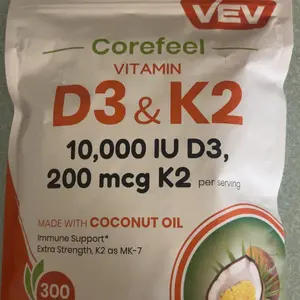 VEV
Corefeel
VITAMIN
D3 & K2
10,000 IU D3,
200 mcg K2 per serving
MADE WITH COCONUT OIL
Immune Support*
Extra Strength, K2 as MK-7
300